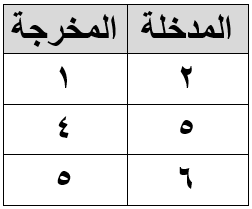 المدخلة المخرجة
٢ ١
٥ ٤
٦ ٥